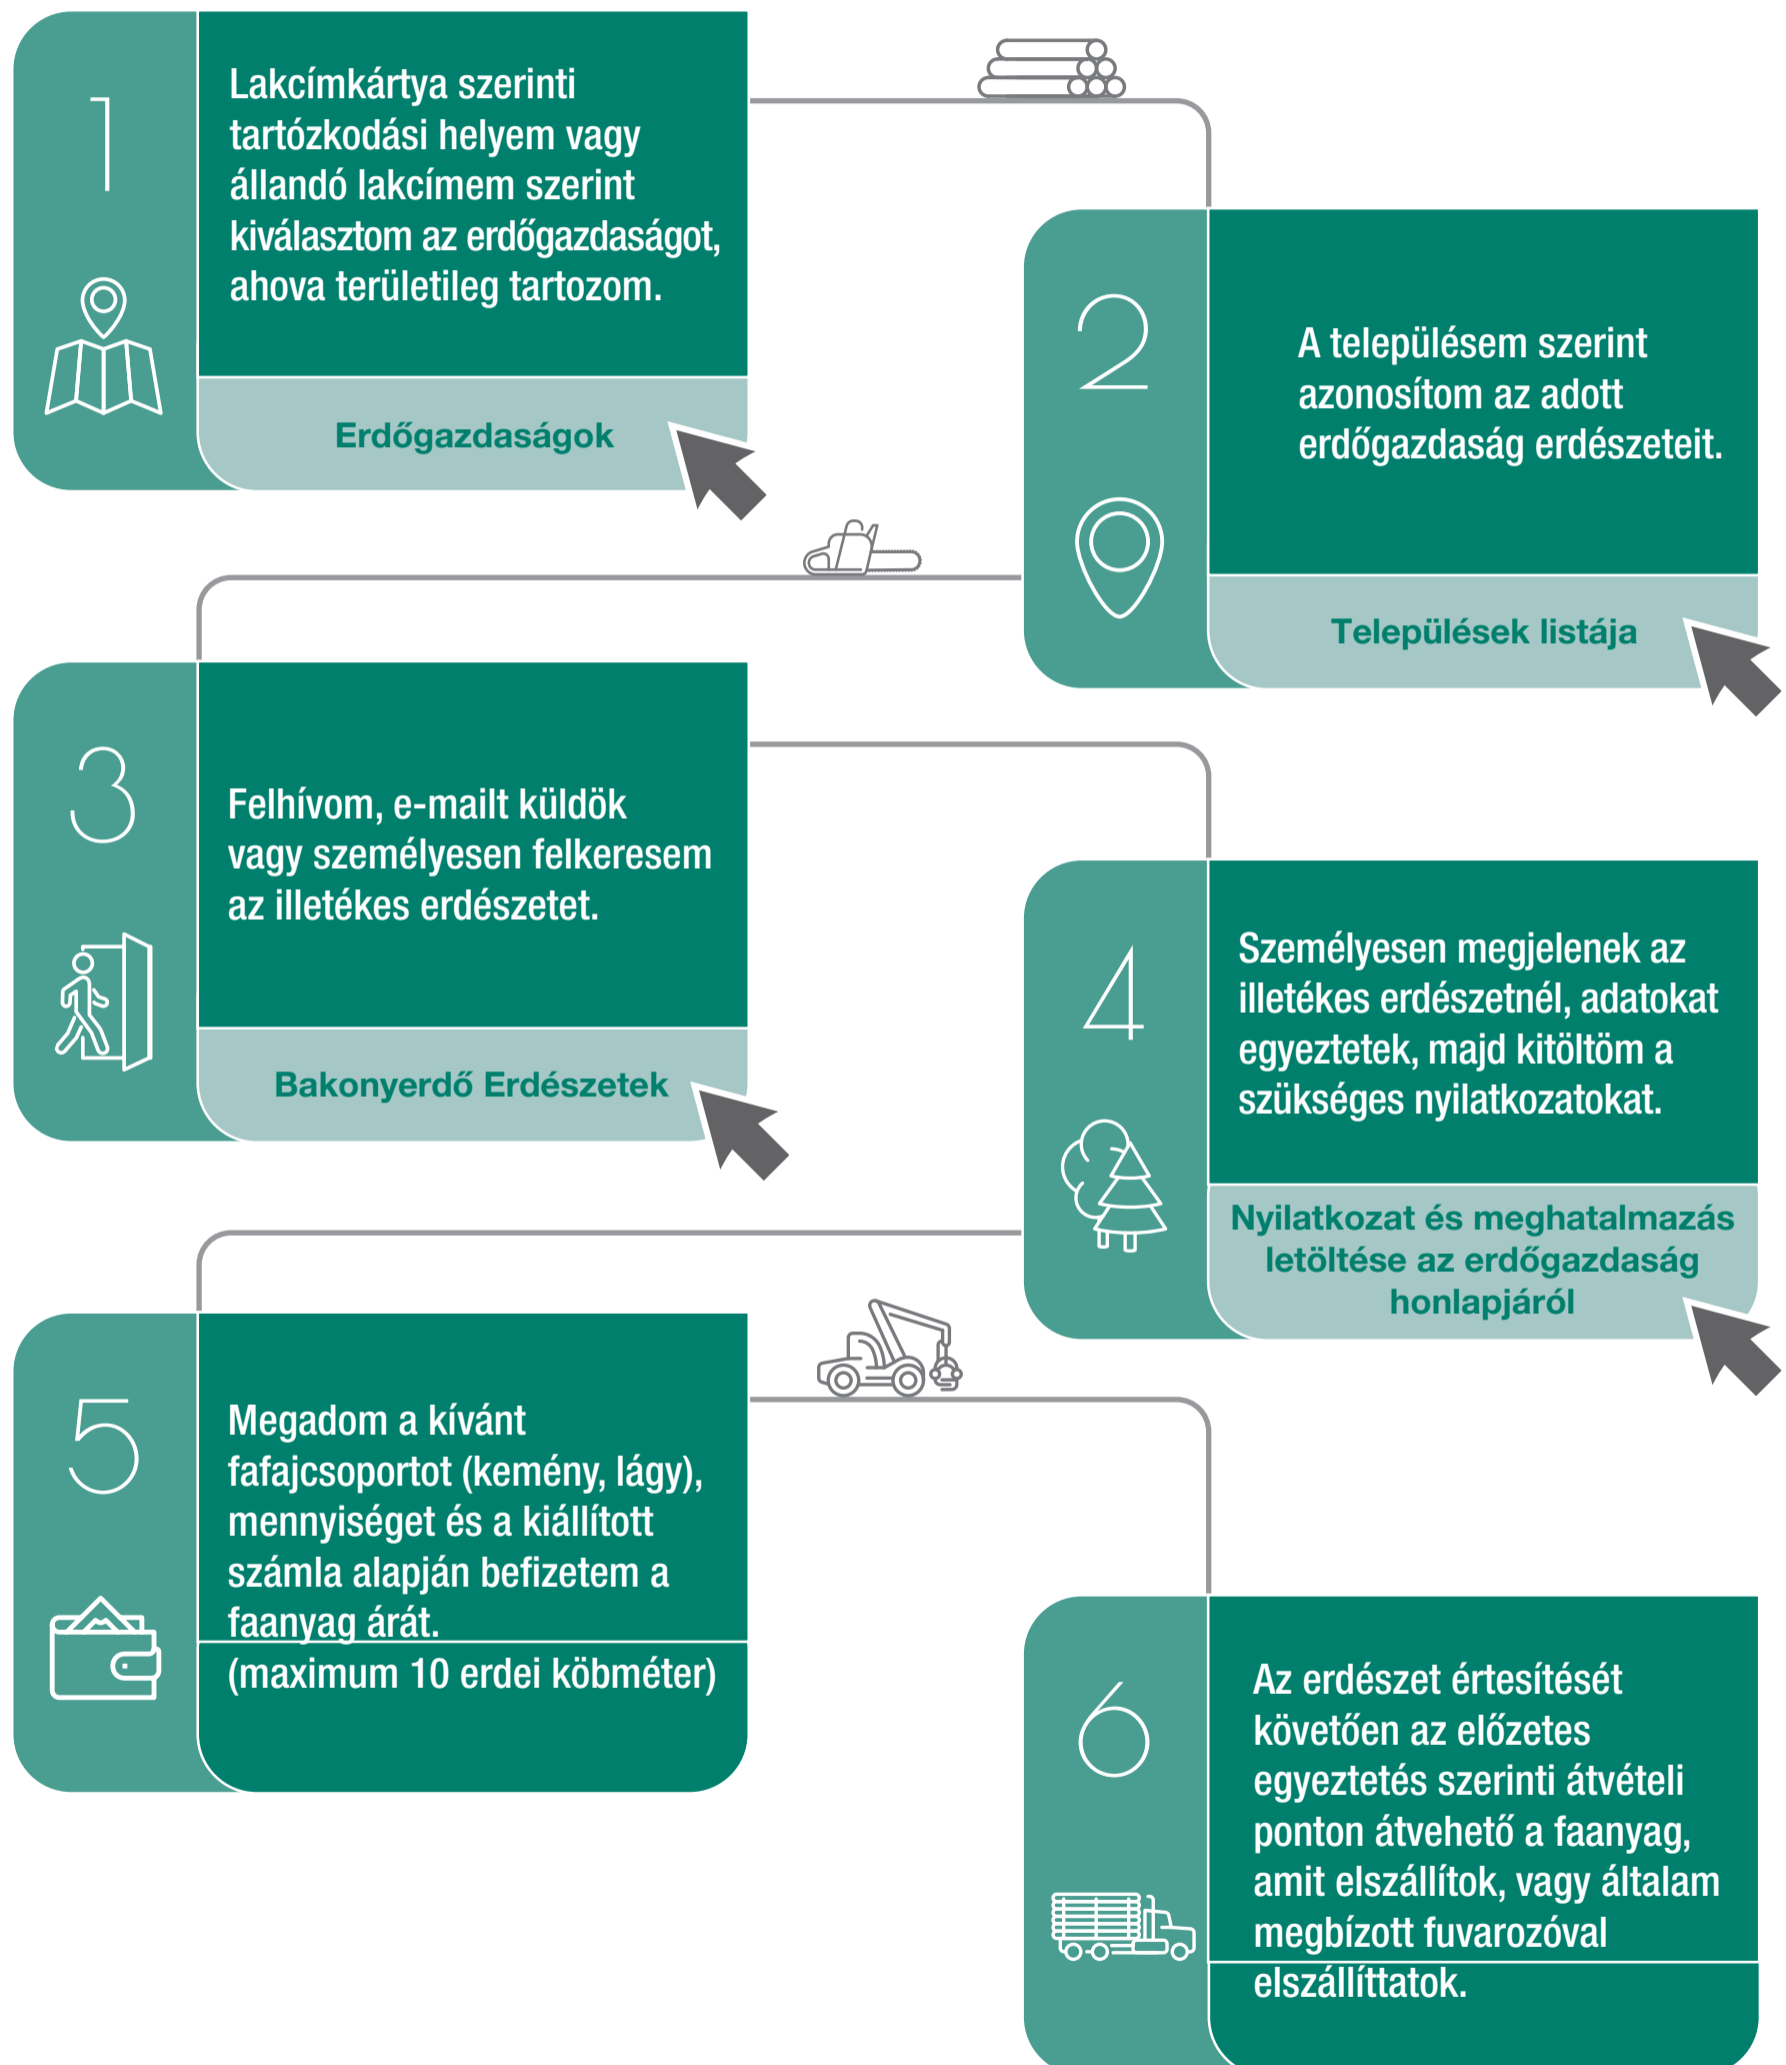 1
Lakcímkártya szerinti
tartózkodási helyem vagy
állandó lakcímem szerint
kiválasztom az erdőgazdaságot,
ahova területileg tartozom.
Erdőgazdaságok
2
A településem szerint
azonosítom az adott
erdőgazdaság erdészeteit.
Települések listája
3
Felhívom, e-mailt küldök
vagy személyesen felkeresem
az illetékes erdészetet.
Bakonyerdő Erdészetek
4
Személyesen megjelenek az
illetékes erdészetnél, adatokat
egyeztetek, majd kitöltöm a
szükséges nyilatkozatokat.
Nyilatkozat és meghatalmazás
letöltése az erdőgazdaság
honlapjáról
5
Megadom a kívánt
fafajcsoportot (kemény, lágy),
mennyiséget és a kiállított
számla alapján befizetem a
faanyag árát.
(maximum 10 erdei köbméter)
6
Az erdészet értesítését
követően az előzetes
egyeztetés szerinti átvételi
ponton átvehető a faanyag,
amit elszállítok, vagy általam
megbízott fuvarozóval
elszállíttatok.